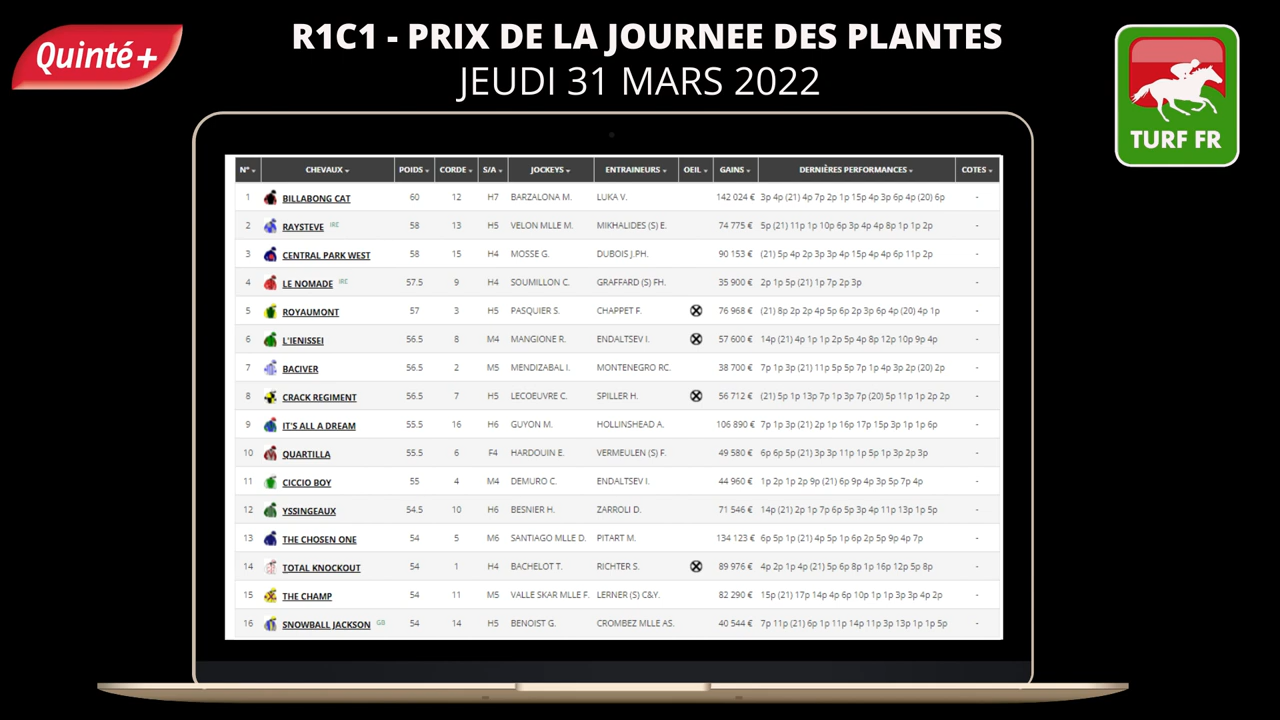 Quinté+
R1C1 - PRIX DE LA JOURNEE DES PLANTES
JEUDI 31 MARS 2022
TURF FR
N° CHEVAUX POIDS CORDE S/A JOCKEYS ENTRAINEURS OEIL GAINS DERNIÈRES PERFORMANCES COTES
1 BILLABONG CAT 60 12 H7 BARZALONA M. LUKA V. 142 024 € 3p 4p (21) 4p 7p 2p 1p 15p 4p 3p 6p 4p (20) 6p -
2 RAYSTEVE IRE 58 13 H5 VELON MLLE M. MIKHALIDES (S) E. 74 775 € 5p (21) 11p 1p 10p 6p 3p 4p 4p 8p 1p 1p 2p -
3 CENTRAL PARK WEST 58 15 H4 MOSSE G. DUBOIS J.PH. 90 153 € (21) 5p 4p 2p 3p 3p 4p 15p 4p 4p 6p 11p 2p -
4 LE NOMADE IRE 57.5 9 H4 SOUMILLON C. GRAFFARD (S) FH. 35 900 € 2p 1p 5p (21) 1p 7p 2p 3p -
5 ROYAUMONT 57 3 H5 PASQUIER S. CHAPPET F. 76 968 € (21) 8p 2p 2p 4p 5p 6p 2p 3p 6p 4p (20) 4p 1p -
6 L'IENISSEI 56.5 8 M4 MANGIONE R. ENDALTSEV I. 57 600 € 14p (21) 4p 1p 1p 2p 5p 4p 8p 12p 10p 9p 4p -
7 BACIVER 56.5 2 M5 MENDIZABAL I. MONTENEGRO RC. 38 700 € 7p 1p 3p (21) 11p 5p 5p 7p 1p 4p 3p 2p (20) 2p -
8 CRACK REGIMENT 56.5 7 H5 LECOEUVRE C. SPILLER H. 56 712 € (21) 5p 1p 13p 7p 1p 3p 7p (20) 5p 11p 1p 2p 2p -
9 IT'S ALL A DREAM 55.5 16 H6 GUYON M. HOLLINSHEAD A. 106 890 € 7p 1p 3p (21) 2p 1p 16p 17p 15p 3p 1p 1p 6p -
10 QUARTILLA 55.5 6 F4 HARDOUIN E. VERMEULEN (S) F. 49 580 € 6p 6p 5p (21) 3p 3p 11p 1p 5p 1p 3p 2p 3p -
11 CICCIO BOY 55 4 M4 DEMURO C. ENDALTSEV I. 44 960 € 1p 2p 1p 2p 9p (21) 6p 9p 4p 3p 5p 7p 4p -
12 YSSINGEAUX 54.5 10 H6 BESNIER H. ZARROLI D. 71 546 € 14p (21) 2p 1p 7p 6p 5p 3p 4p 11p 13p 1p 5p -
13 THE CHOSEN ONE 54 5 M6 SANTIAGO MLLE D. PITART M. 134 123 € 6p 5p 1p (21) 4p 5p 1p 6p 2p 5p 9p 4p 7p -
14 TOTAL KNOCKOUT 54 1 H4 BACHELOT T. RICHTER S. 89 976 € 4p 2p 1p 4p (21) 5p 6p 8p 1p 16p 12p 5p 8p -
15 THE CHAMP 54 11 M5 VALLE SKAR MLLE F. LERNER (S) C&Y. 82 290 € 15p (21) 17p 14p 4p 6p 10p 1p 1p 3p 3p 4p 2p -
16 SNOWBALL JACKSON GB 54 14 H5 BENOIST G. CROMBEZ MLLE AS. 40 544 € 7p 11p (21) 6p 1p 11p 14p 11p 3p 13p 1p 1p 5p -